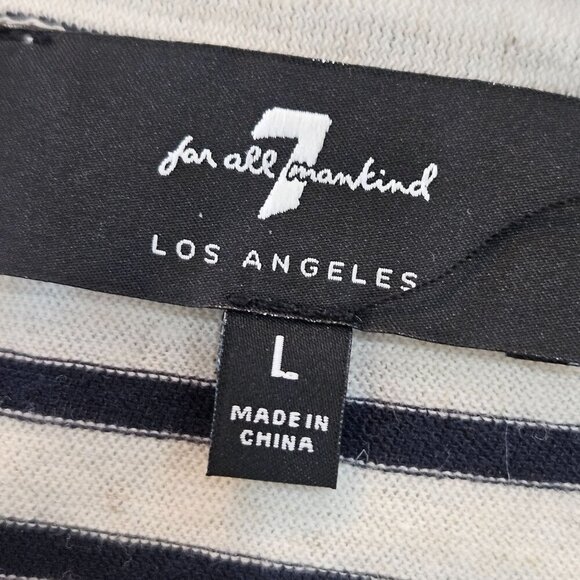 7
for all mankind
LOS ANGELES
L
MADE IN
CHINA